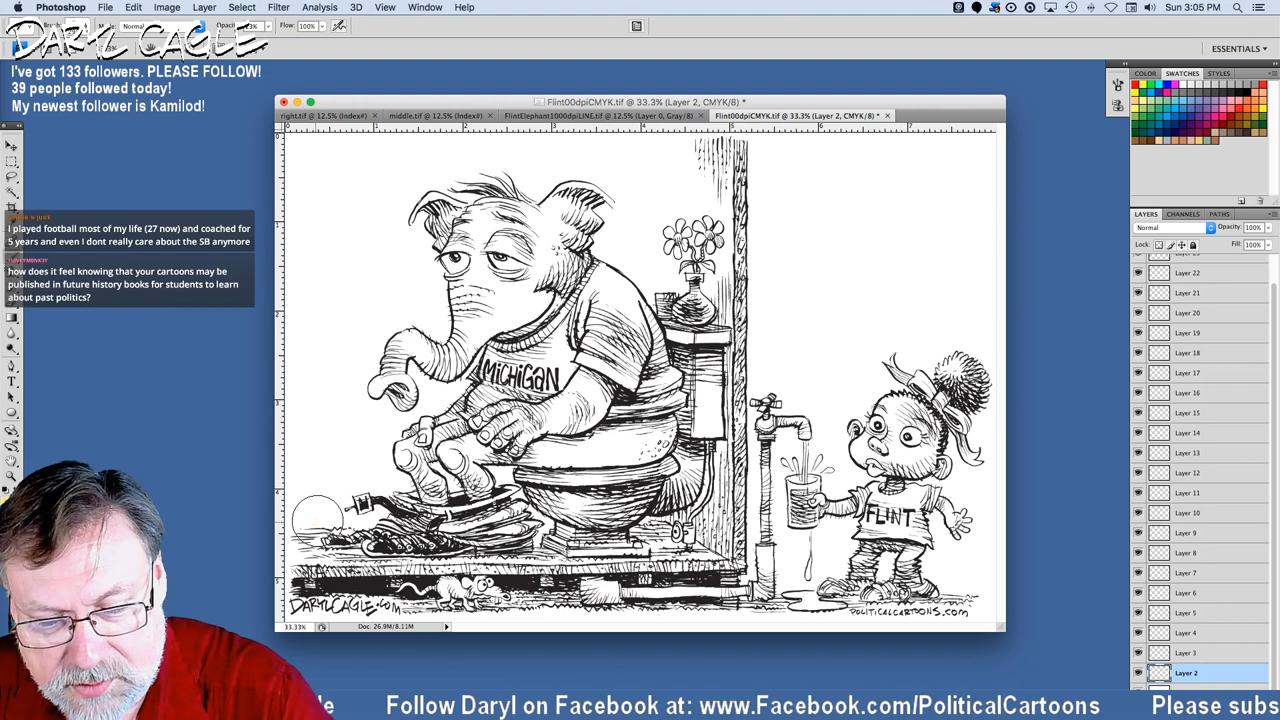 Photoshop File Edit Image Layer Select Filter Analysis 3D View Window Help
Sun 3:05 PM
Mode: Normal Opacity: Flow: 100%
ESSENTIALS
DARYL CAGLE
I've got 133 followers. PLEASE FOLLOW!
39 people followed today!
My newest follower is Kamilod!
I played football most of my life (27 now) and coached for
5 years and even I dont really care about the SB anymore
how does it feel knowing that your cartoons may be
published in future history books for students to learn
about past politics?
Flint00dpiCMYK.tif @ 33.3% (Layer 2, CMYK/8) *
right.tif @ 12.5% (Index#)
middle.tif @ 12.5% (Index#)
FlintElephant1000dpiLINE.tif @ 12.5% (Layer 0, Gray/8)
Flint00dpiCMYK.tif @ 33.3% (Layer 2, CMYK/8) *
MICHIGAN
FLINT
DARYLCAGLE.COM
POLITICALCARTOONS.COM
33.33%
Doc: 26.9M/8.11M
COLOR SWATCHES STYLES
LAYERS CHANNELS PATHS
Normal Opacity: 100%
Lock: Fill: 100%
Layer 22
Layer 21
Layer 20
Layer 19
Layer 18
Layer 17
Layer 16
Layer 15
Layer 14
Layer 13
Layer 12
Layer 11
Layer 10
Layer 9
Layer 8
Layer 7
Layer 6
Layer 5
Layer 4
Layer 3
Layer 2
le Follow Daryl on Facebook at: www.Facebook.com/PoliticalCartoons Please subs